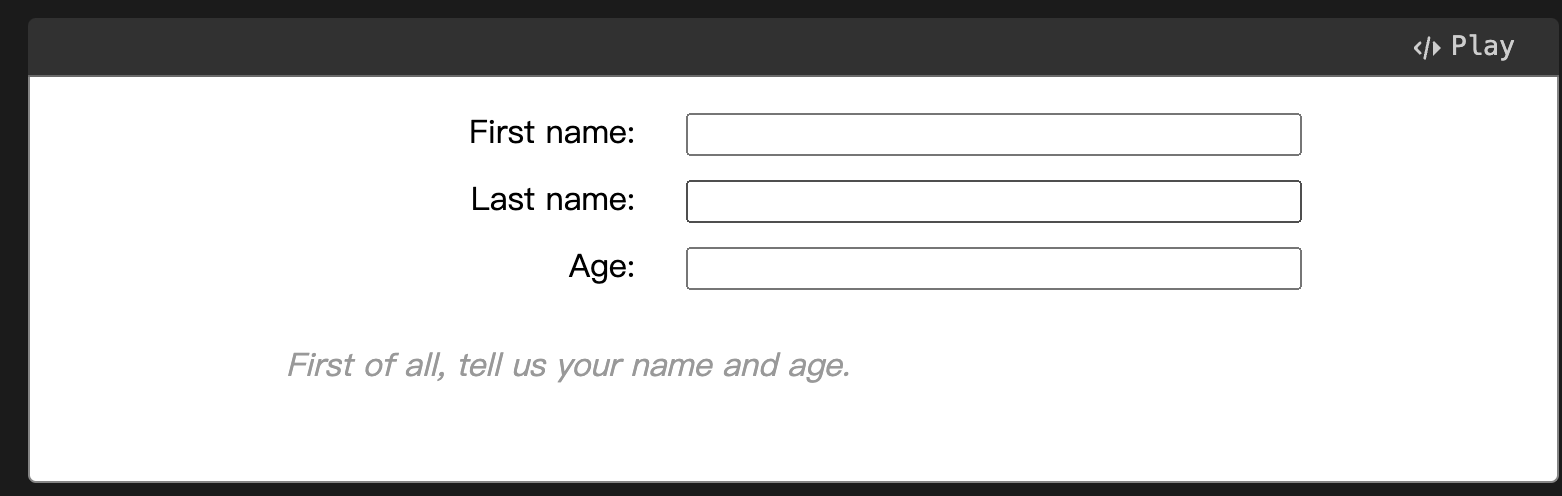 Play
First name:
Last name:
Age:
First of all, tell us your name and age.